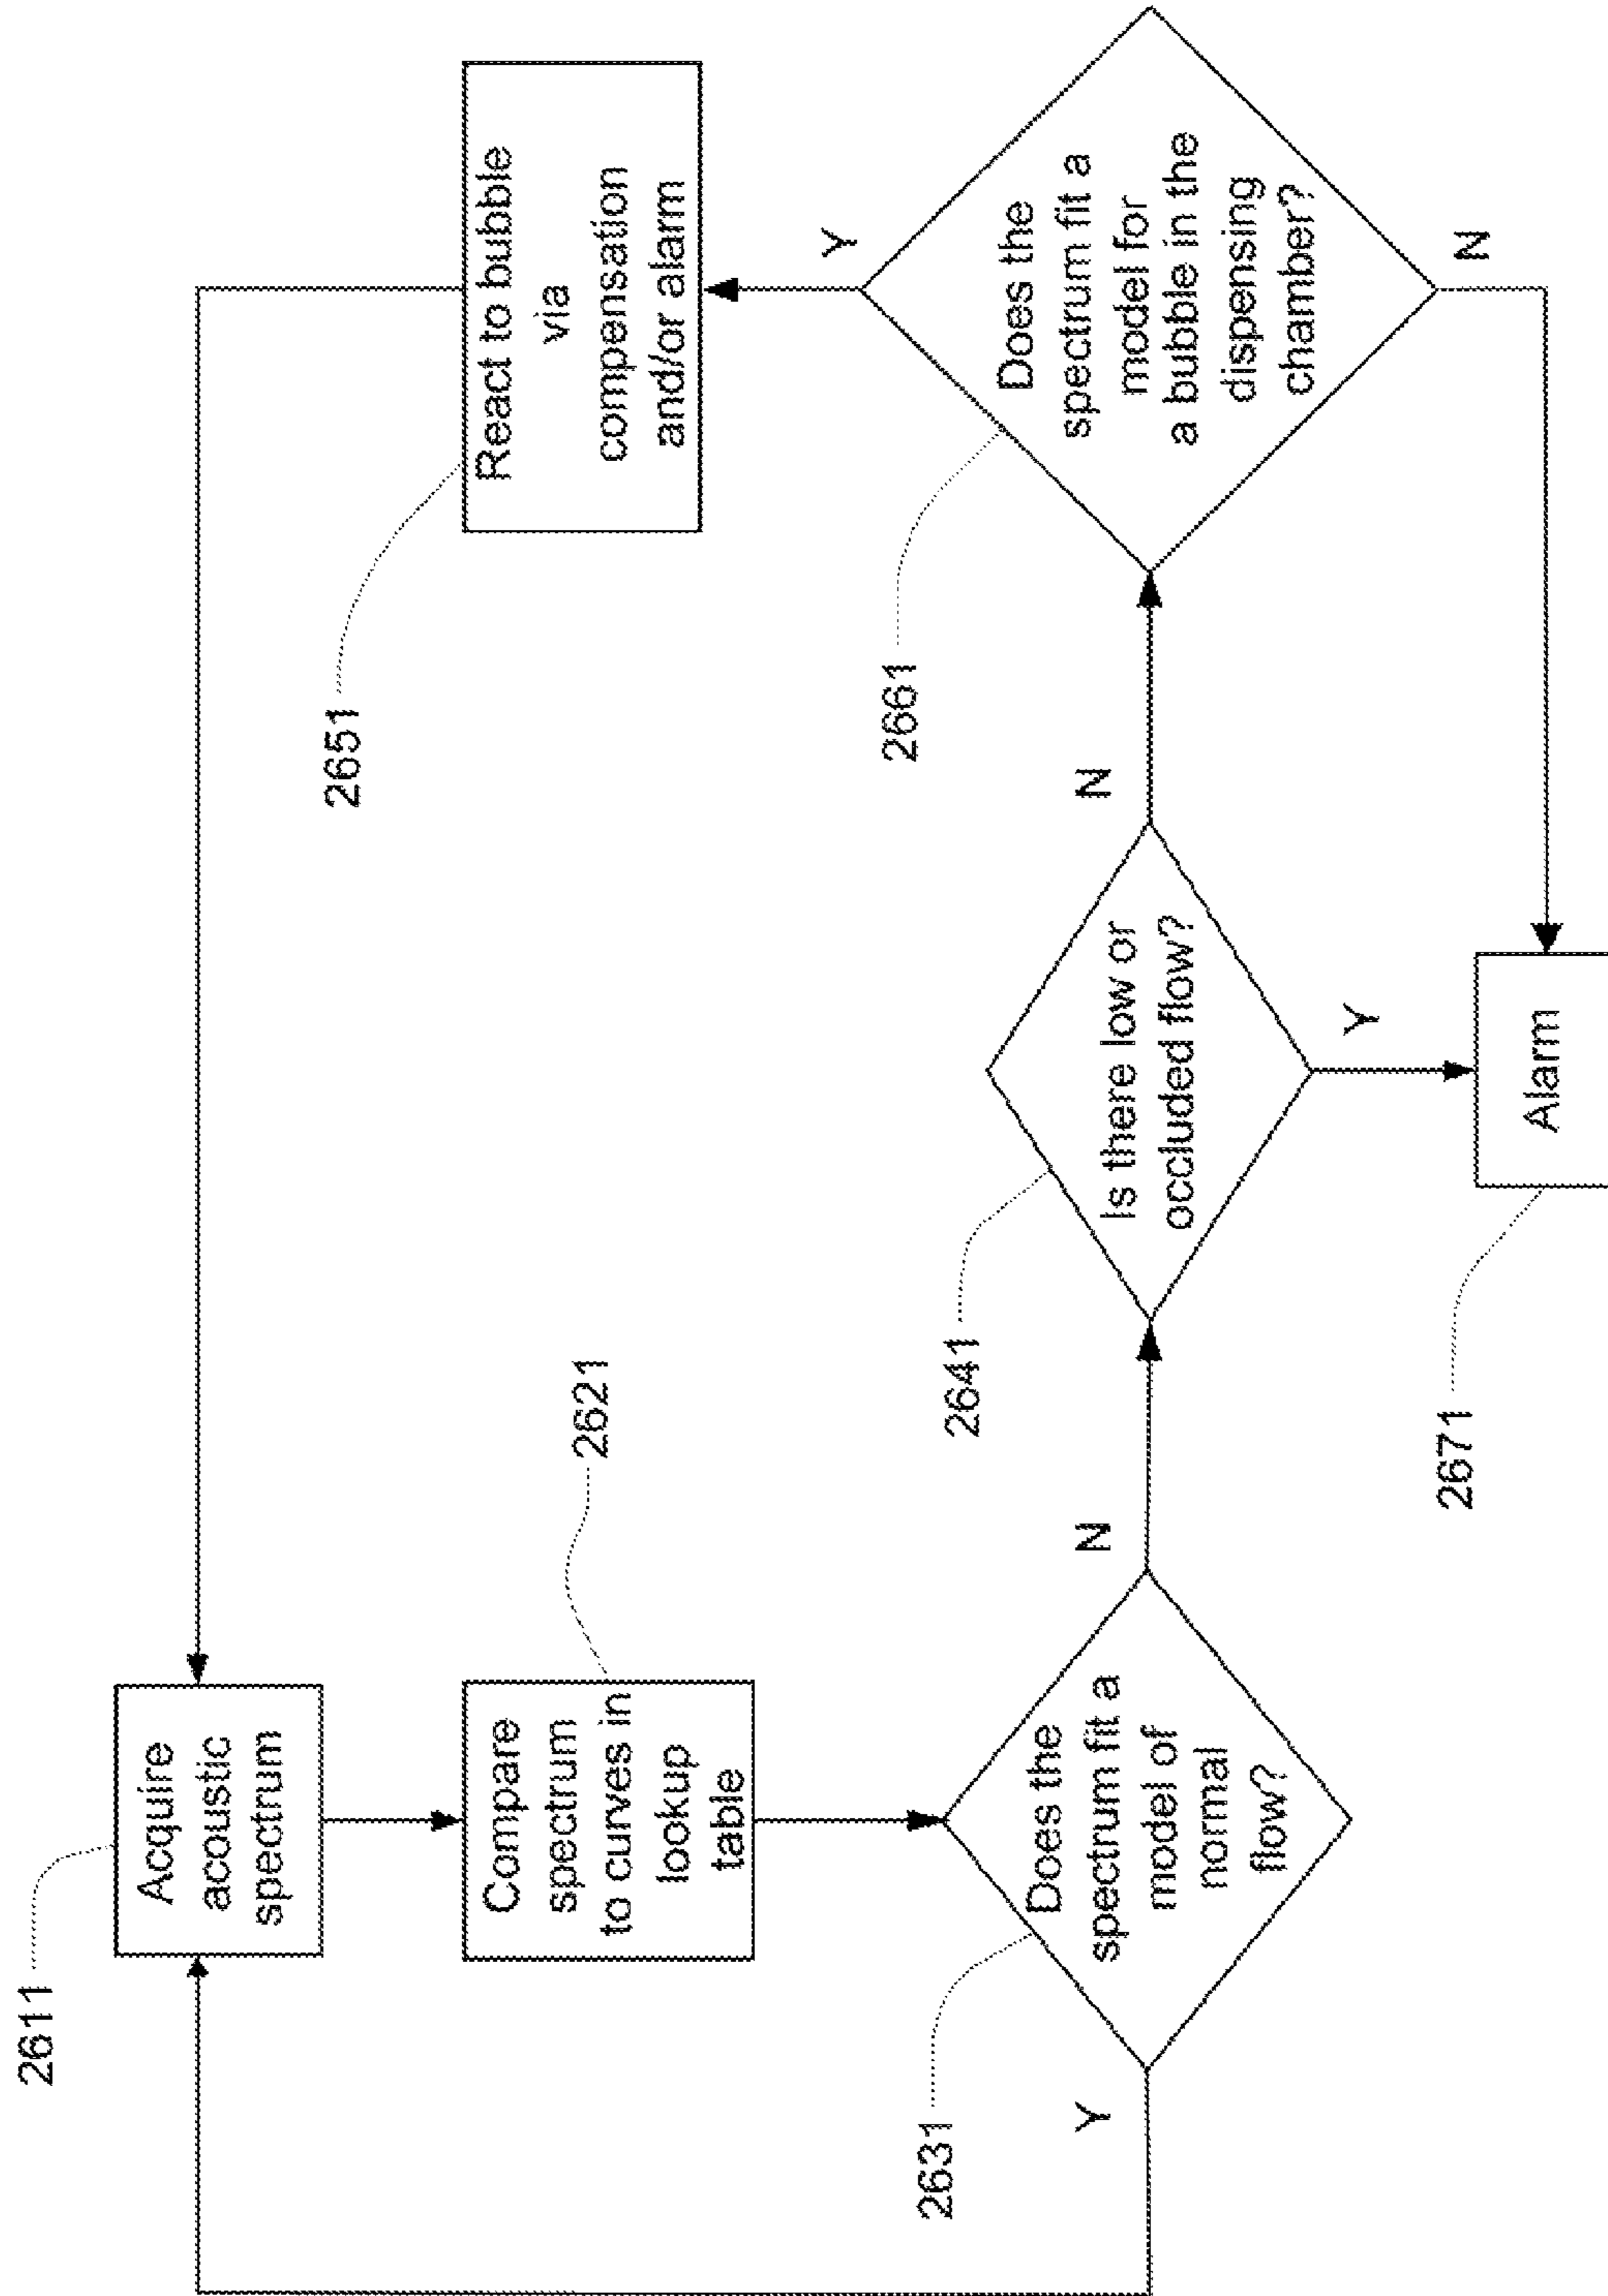 2611
Acquire
acoustic
spectrum
2621
Compare
spectrum
to curves in
lookup
table
2631
Does the
spectrum fit a
model of
normal
flow?
Y
N
2641
Is there low or
occluded flow?
N
Y
2651
React to bubble
via
compensation
and/or alarm
2661
Does the
spectrum fit a
model for
a bubble in the
dispensing
chamber?
Y
N
2671
Alarm